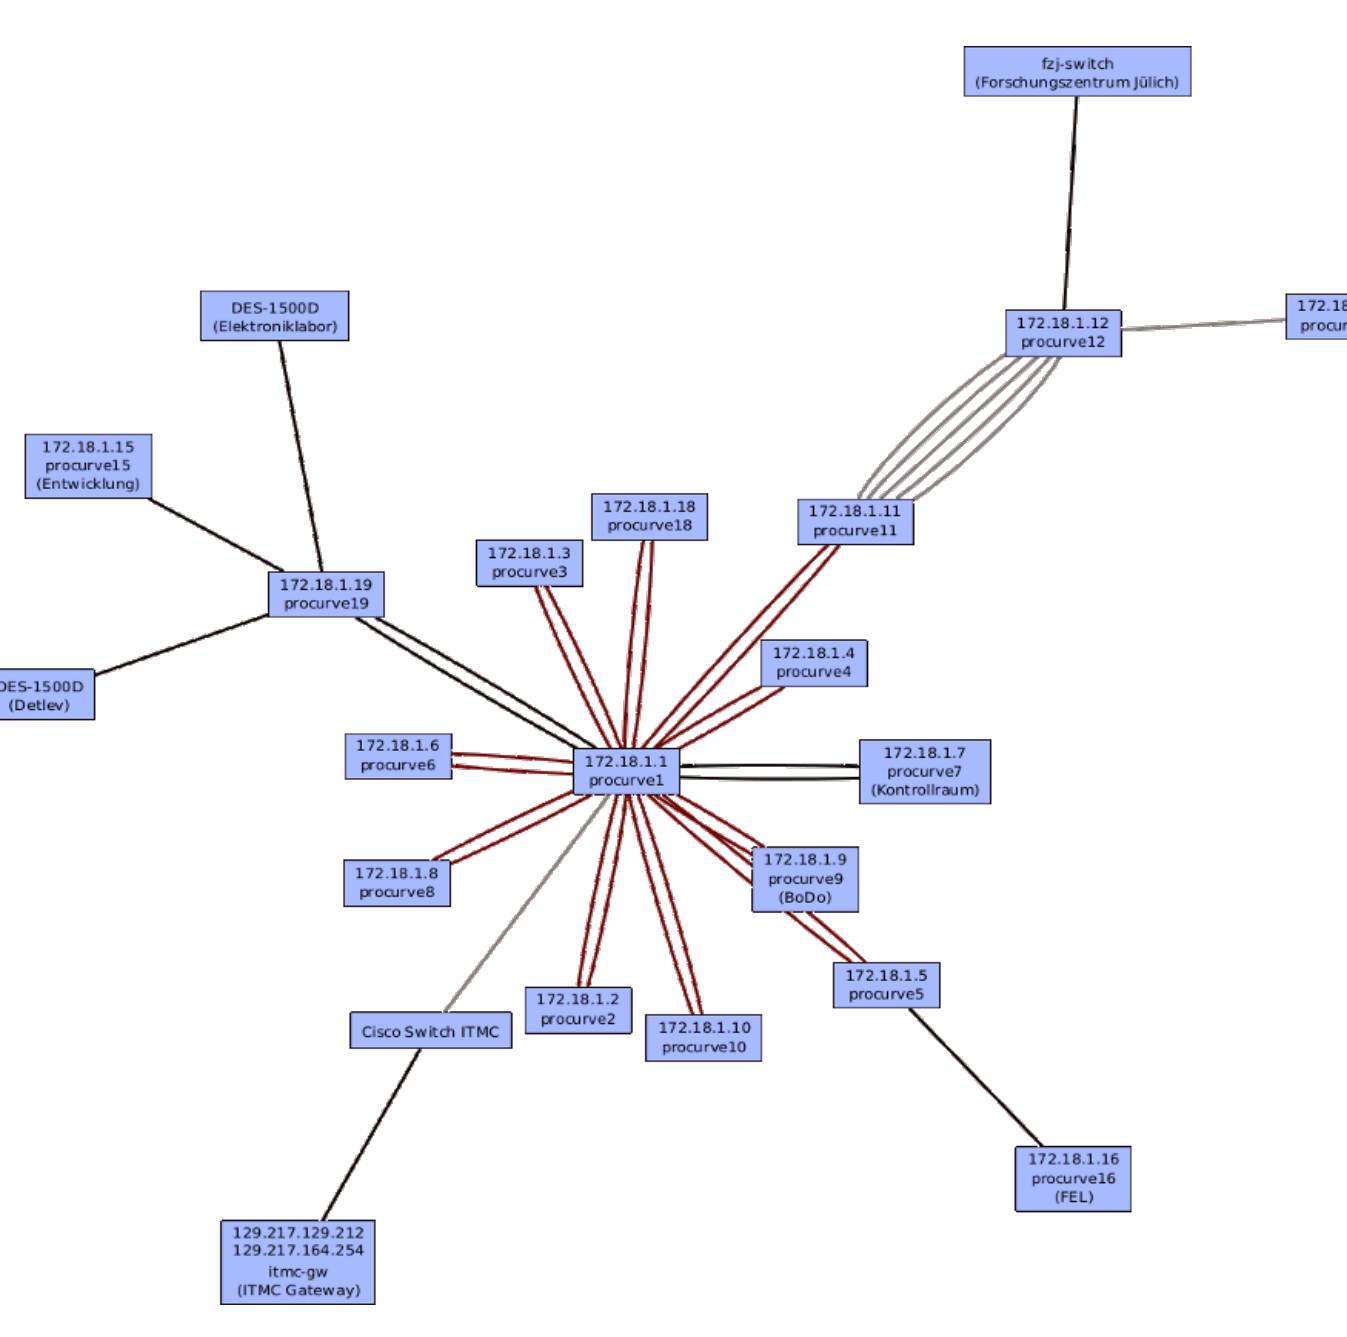 fzj-switch
(Forschungszentrum Jülich)
DES-1500D
(Elektroniklabor)
172.18.1.12
procurve12
172.18.1.15
procurve15
(Entwicklung)
172.18.1.18
procurve18
172.18.1.11
procurve11
172.18.1.3
procurve3
172.18.1.19
procurve19
172.18.1.4
procurve4
DES-1500D
(Detlev)
172.18.1.6
procurve6
172.18.1.1
procurve1
172.18.1.7
procurve7
(Kontrollraum)
172.18.1.8
procurve8
172.18.1.9
procurve9
(BoDo)
172.18.1.5
procurve5
172.18.1.2
procurve2
Cisco Switch ITMC
172.18.1.10
procurve10
172.18.1.16
procurve16
(FEL)
129.217.129.212
129.217.164.254
itmc-gw
(ITMC Gateway)